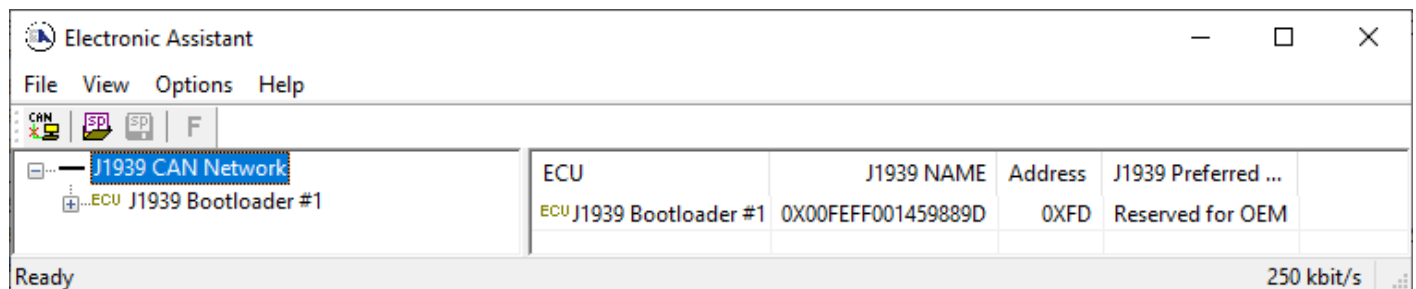 Electronic Assistant
File View Options Help
CAN SP SP F
J1939 CAN Network
ECU J1939 Bootloader #1
ECU J1939 NAME Address J1939 Preferred ...
ECU J1939 Bootloader #1 0X00FEFF001459889D 0XFD Reserved for OEM
Ready 250 kbit/s